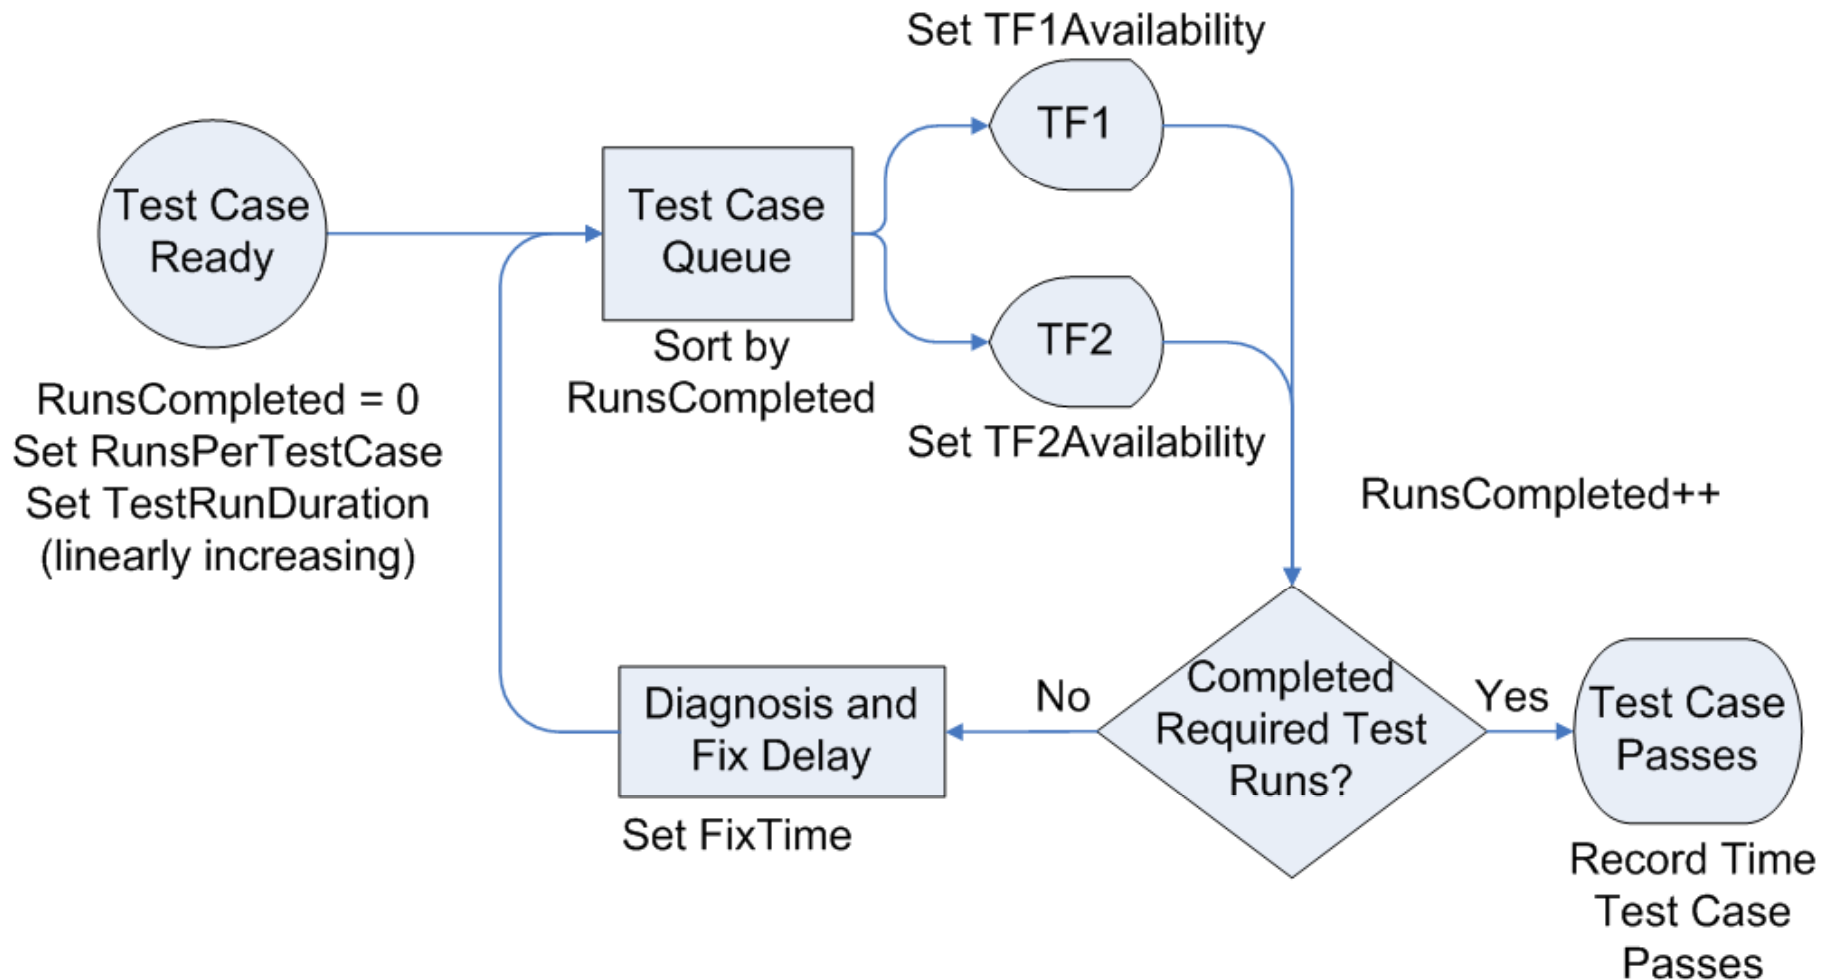 Set TF1Availability
TF1
Test Case
Ready
Test Case
Queue
TF2
Sort by
RunsCompleted
Set TF2Availability
RunsCompleted = 0
Set RunsPerTestCase
Set TestRunDuration
(linearly increasing)
RunsCompleted++
Completed
Required Test
Runs?
No
Yes
Diagnosis and
Fix Delay
Set FixTime
Test Case
Passes
Record Time
Test Case
Passes